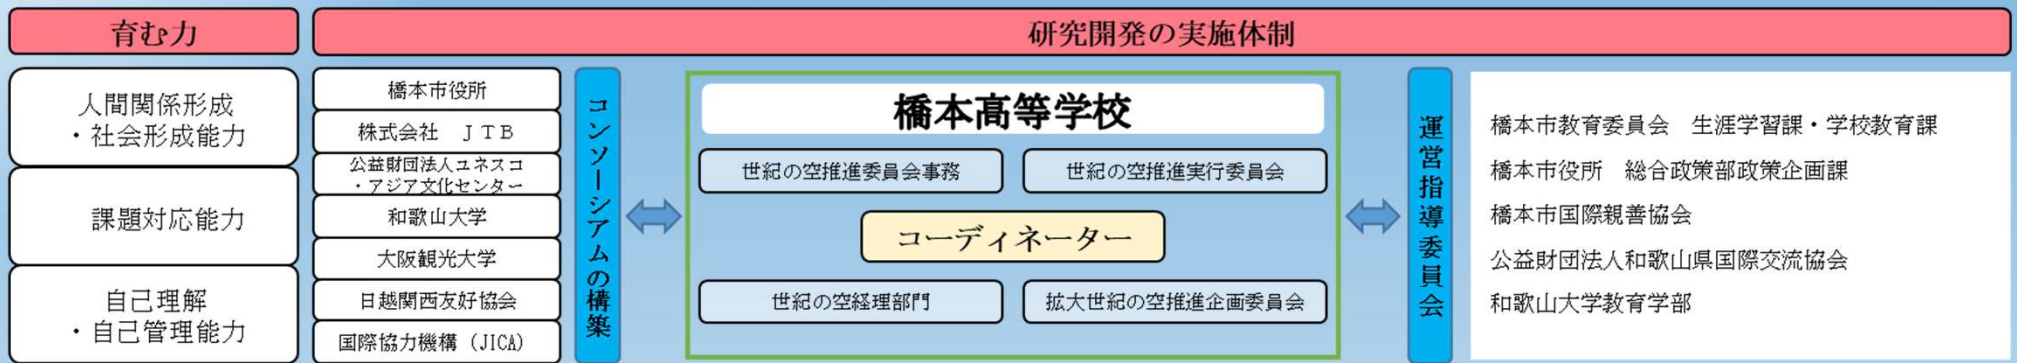 育む力
人間関係形成
・社会形成能力
課題対応能力
自己理解
・自己管理能力
研究開発の実施体制
橋本市役所
株式会社　ＪＴＢ
公益財団法人ユネスコ
・アジア文化センター
和歌山大学
大阪観光大学
日越関西友好協会
国際協力機構（JICA）
コンソーシアムの構築
橋本高等学校
世紀の空推進委員会事務
世紀の空推進実行委員会
コーディネーター
世紀の空経理部門
拡大世紀の空推進企画委員会
運営指導委員会
橋本市教育委員会　生涯学習課・学校教育課
橋本市役所　総合政策部政策企画課
橋本市国際親善協会
公益財団法人和歌山県国際交流協会
和歌山大学教育学部